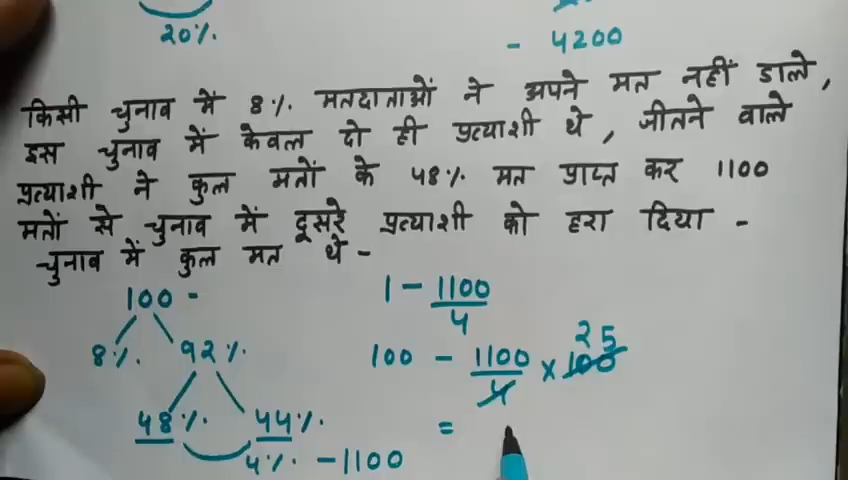 20%
- 4200
किसी चुनाव में 8% मतदाताओं ने अपने मत नहीं डाले,
इस चुनाव में केवल दो ही प्रत्याशी थे, जीतने वाले
प्रत्याशी ने कुल मतों के 48% मत प्राप्त कर 1100
मतों से चुनाव में दूसरे प्रत्याशी को हरा दिया -
चुनाव में कुल मत थे -
100 -
8% 92%
48% 44%
4% - 1100
1 - 1100/4
100 - 1100/4 × 100 25
=